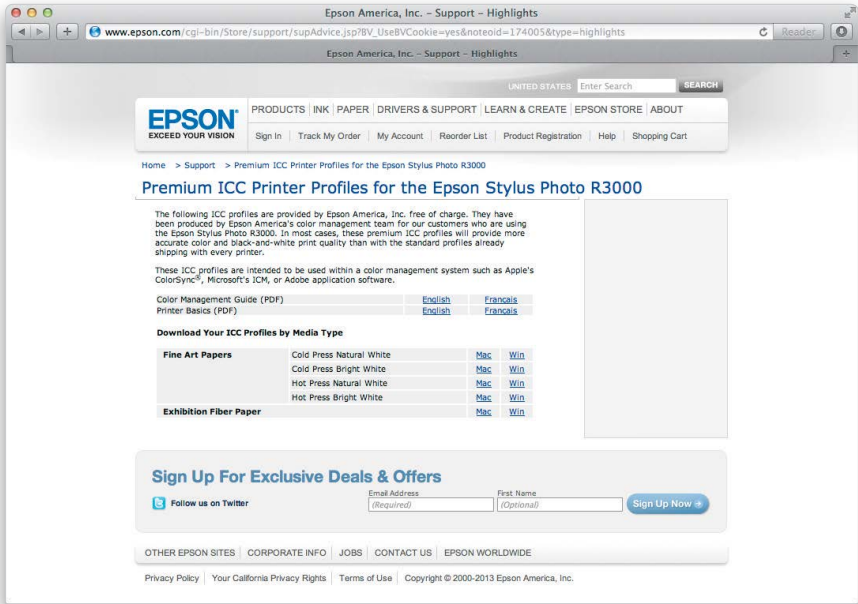 Epson America, Inc. – Support – Highlights
www.epson.com/cgi-bin/Store/support/supAdvice.jsp?BV_UseBVCookie=yes&noteoid=174005&type=highlights
Reader
Epson America, Inc. – Support – Highlights
UNITED STATES Enter Search SEARCH
EPSON
EXCEED YOUR VISION
PRODUCTS INK PAPER DRIVERS & SUPPORT LEARN & CREATE EPSON STORE ABOUT
Sign In Track My Order My Account Reorder List Product Registration Help Shopping Cart
Home > Support > Premium ICC Printer Profiles for the Epson Stylus Photo R3000
Premium ICC Printer Profiles for the Epson Stylus Photo R3000
The following ICC profiles are provided by Epson America, Inc. free of charge. They have
been produced by Epson America's color management team for our customers who are using
the Epson Stylus Photo R3000. In most cases, these premium ICC profiles will provide more
accurate color and black-and-white print quality than with the standard profiles already
shipping with every printer.
These ICC profiles are intended to be used within a color management system such as Apple's
ColorSync®, Microsoft's ICM, or Adobe application software.
Color Management Guide (PDF) English Francais
Printer Basics (PDF) English Francais
Download Your ICC Profiles by Media Type
Fine Art Papers Cold Press Natural White Mac Win
Cold Press Bright White Mac Win
Hot Press Natural White Mac Win
Hot Press Bright White Mac Win
Exhibition Fiber Paper Mac Win
Sign Up For Exclusive Deals & Offers
Follow us on Twitter
Email Address First Name
(Required) (Optional) Sign Up Now
OTHER EPSON SITES CORPORATE INFO JOBS CONTACT US EPSON WORLDWIDE
Privacy Policy Your California Privacy Rights Terms of Use Copyright © 2000-2013 Epson America, Inc.